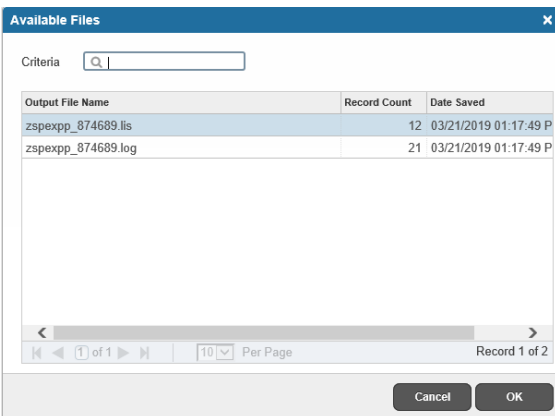 Available Files
Criteria
Output File Name Record Count Date Saved
zspexpp_874689.lis 12 03/21/2019 01:17:49 P
zspexpp_874689.log 21 03/21/2019 01:17:49 P
1 of 1 10 Per Page Record 1 of 2
Cancel OK